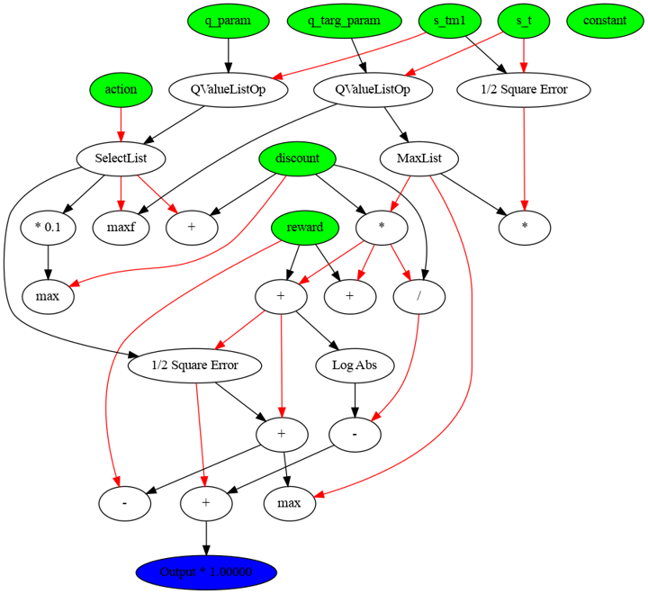 q_param
q_targ_param
s_tm1
s_t
constant
action
QValueListOp
QValueListOp
1/2 Square Error
SelectList
discount
MaxList
* 0.1
maxf
+
reward
*
*
max
+
+
/
1/2 Square Error
Log Abs
+
-
-
+
max
Output * 1.00000